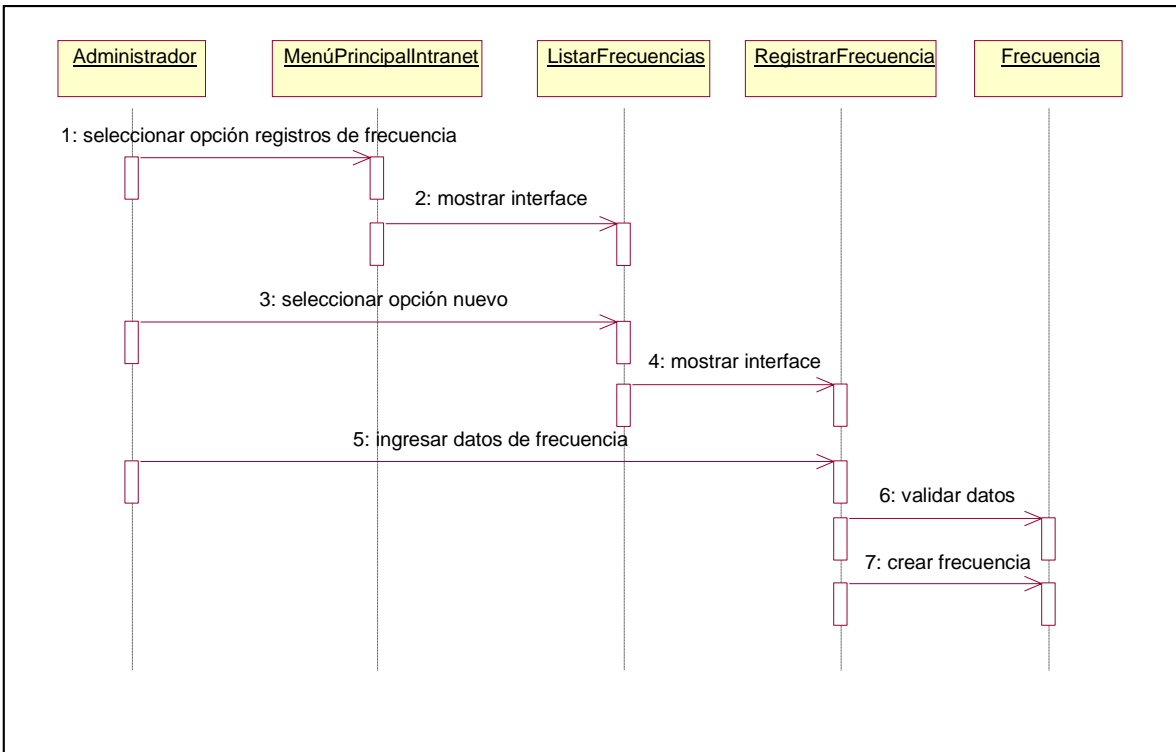 Administrador
MenúPrincipalIntranet
ListarFrecuencias
RegistrarFrecuencia
Frecuencia
1: seleccionar opción registros de frecuencia
2: mostrar interface
3: seleccionar opción nuevo
4: mostrar interface
5: ingresar datos de frecuencia
6: validar datos
7: crear frecuencia